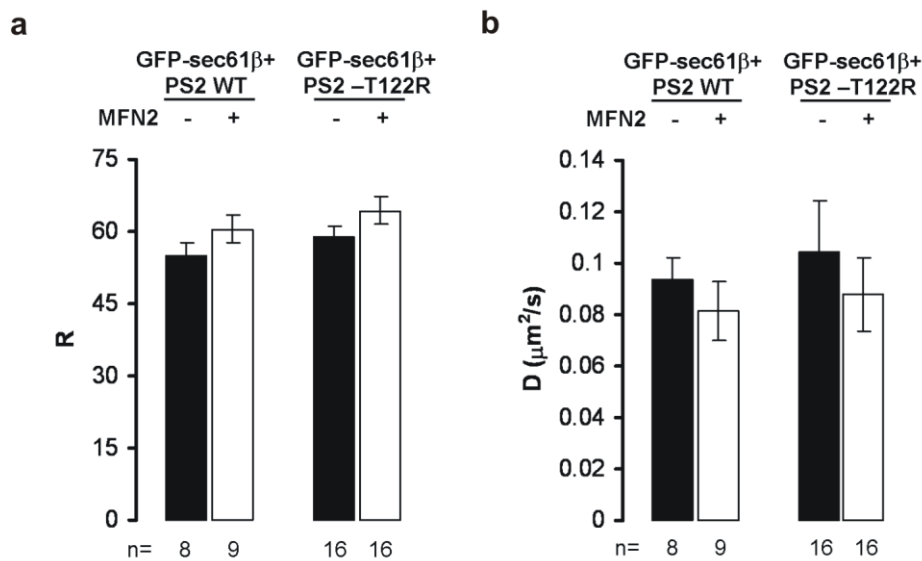 a
GFP-sec61β+ GFP-sec61β+
PS2 WT PS2 –T122R
MFN2 - + - +
75
60
45
30
15
0
R
n= 8 9 16 16
b
GFP-sec61β+ GFP-sec61β+
PS2 WT PS2 –T122R
MFN2 - + - +
0.14
0.12
0.1
0.08
0.06
0.04
0.02
0
D (μm²/s)
n= 8 9 16 16